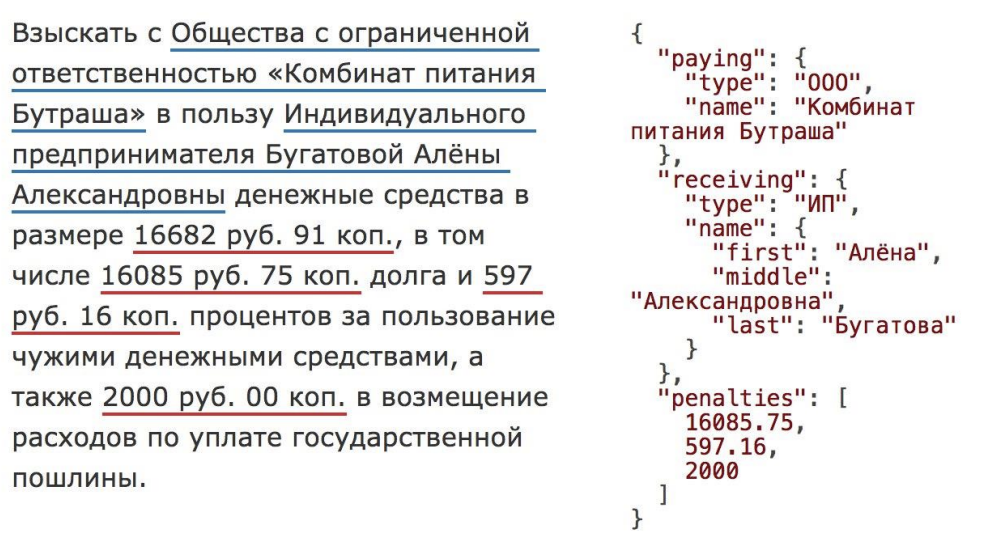 Взыскать с Общества с ограниченной
ответственностью «Комбинат питания
Бутраша» в пользу Индивидуального
предпринимателя Бугатовой Алёны
Александровны денежные средства в
размере 16682 руб. 91 коп., в том
числе 16085 руб. 75 коп. долга и 597
руб. 16 коп. процентов за пользование
чужими денежными средствами, а
также 2000 руб. 00 коп. в возмещение
расходов по уплате государственной
пошлины.
{
"paying": {
"type": "ООО",
"name": "Комбинат
питания Бутраша"
},
"receiving": {
"type": "ИП",
"name": {
"first": "Алёна",
"middle":
"Александровна",
"last": "Бугатова"
}
},
"penalties": [
16085.75,
597.16,
2000
]
}